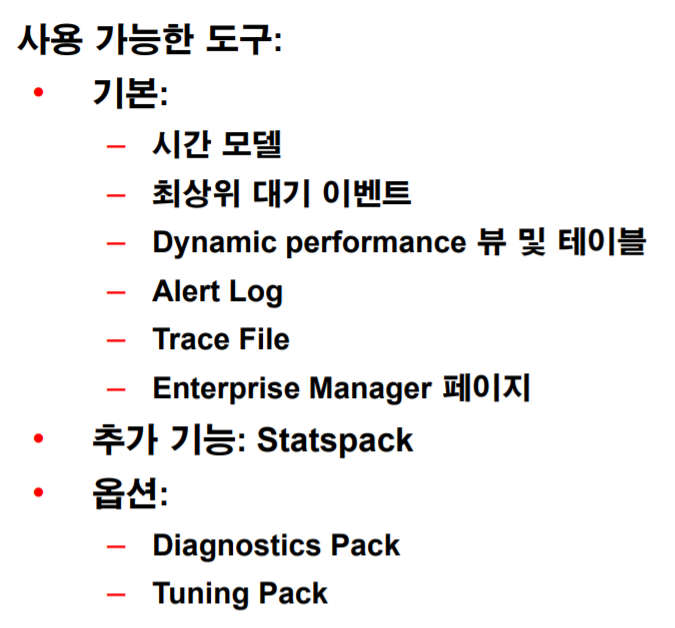 사용 가능한 도구:
• 기본:
– 시간 모델
– 최상위 대기 이벤트
– Dynamic performance 뷰 및 테이블
– Alert Log
– Trace File
– Enterprise Manager 페이지
• 추가 기능: Statspack
• 옵션:
– Diagnostics Pack
– Tuning Pack